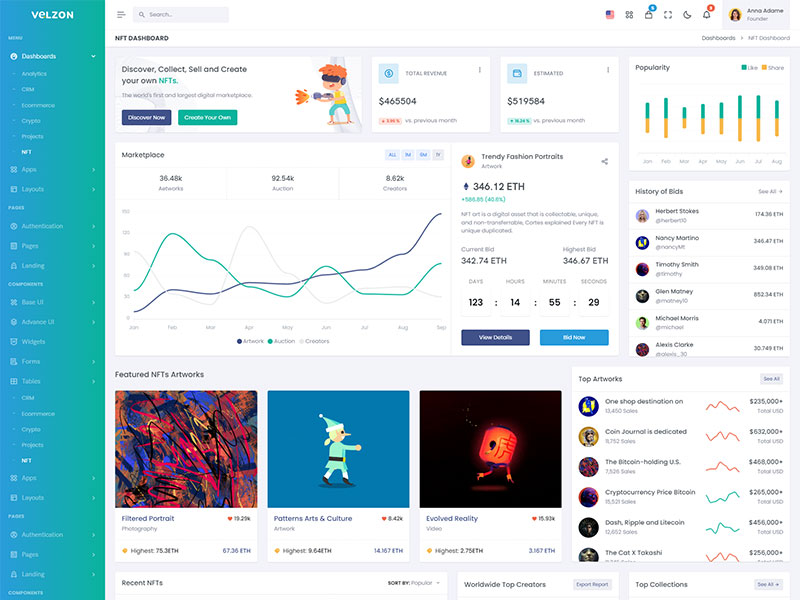 VELZON
Search...
5
3
Anna Adame
Founder
MENU
Dashboards
Analytics
CRM
Ecommerce
Crypto
Projects
NFT
Apps
Layouts
PAGES
Authentication
Pages
Landing
COMPONENTS
Base UI
Advance UI
Widgets
Forms
Tables
CRM
Ecommerce
Crypto
Projects
NFT
Apps
Layouts
PAGES
Authentication
Pages
Landing
COMPONENTS
NFT DASHBOARD
Dashboards > NFT Dashboard
Discover, Collect, Sell and Create
your own NFTs.
The world's first and largest digital marketplace.
Discover Now
Create Your Own
TOTAL REVENUE
$465504
vs. previous month
ESTIMATED
$519584
vs. previous month
Popularity
Like
Share
Jan Feb Mar Apr May Jun Jul Aug
Marketplace
ALL 1M 6M 1Y
36.48k
Artworks
92.54k
Auction
8.62k
Creators
150
120
90
60
30
0
Jan Feb Mar Apr May Jun Jul Aug Sep
Artwork Auction Creators
Trendy Fashion Portraits
Artwork
346.12 ETH
+586.85 (40.6%)
NFT art is a digital asset that is collectable, unique,
and non-transferrable, Cortes explained Every NFT is
unique duplicated.
Current Bid
342.74 ETH
Highest Bid
346.67 ETH
DAYS HOURS MINUTES SECONDS
123 : 14 : 55 : 29
View Details
Bid Now
History of Bids
See All →
Herbert Stokes
@herbert10
174.36 ETH
Nancy Martino
@nancyMt
346.47 ETH
Timothy Smith
@timothy
349.08 ETH
Glen Matney
@matney10
852.34 ETH
Michael Morris
@michael
4.071 ETH
Alexis Clarke
@alexis_30
30.749 ETH
Featured NFTs Artworks
Filtered Portrait
19.29k
Photography
Highest: 75.3ETH
67.36 ETH
Patterns Arts & Culture
8.42k
Artwork
Highest: 9.64ETH
14.167 ETH
Evolved Reality
15.93k
Video
Highest: 2.75ETH
3.167 ETH
Top Artworks
See All
One shop destination on
13,450 Sales
$235,000+
Total USD
Coin Journal is dedicated
11,752 Sales
$632,000+
Total USD
The Bitcoin-holding U.S.
7,526 Sales
$468,000+
Total USD
Cryptocurrency Price Bitcoin
15,521 Sales
$265,000+
Total USD
Dash, Ripple and Litecoin
12,652 Sales
$456,000+
Total USD
The Cat X Takashi
$256,000+
Total USD
Recent NFTs
SORT BY: Popular
Worldwide Top Creators
Export Report
Top Collections
See All →